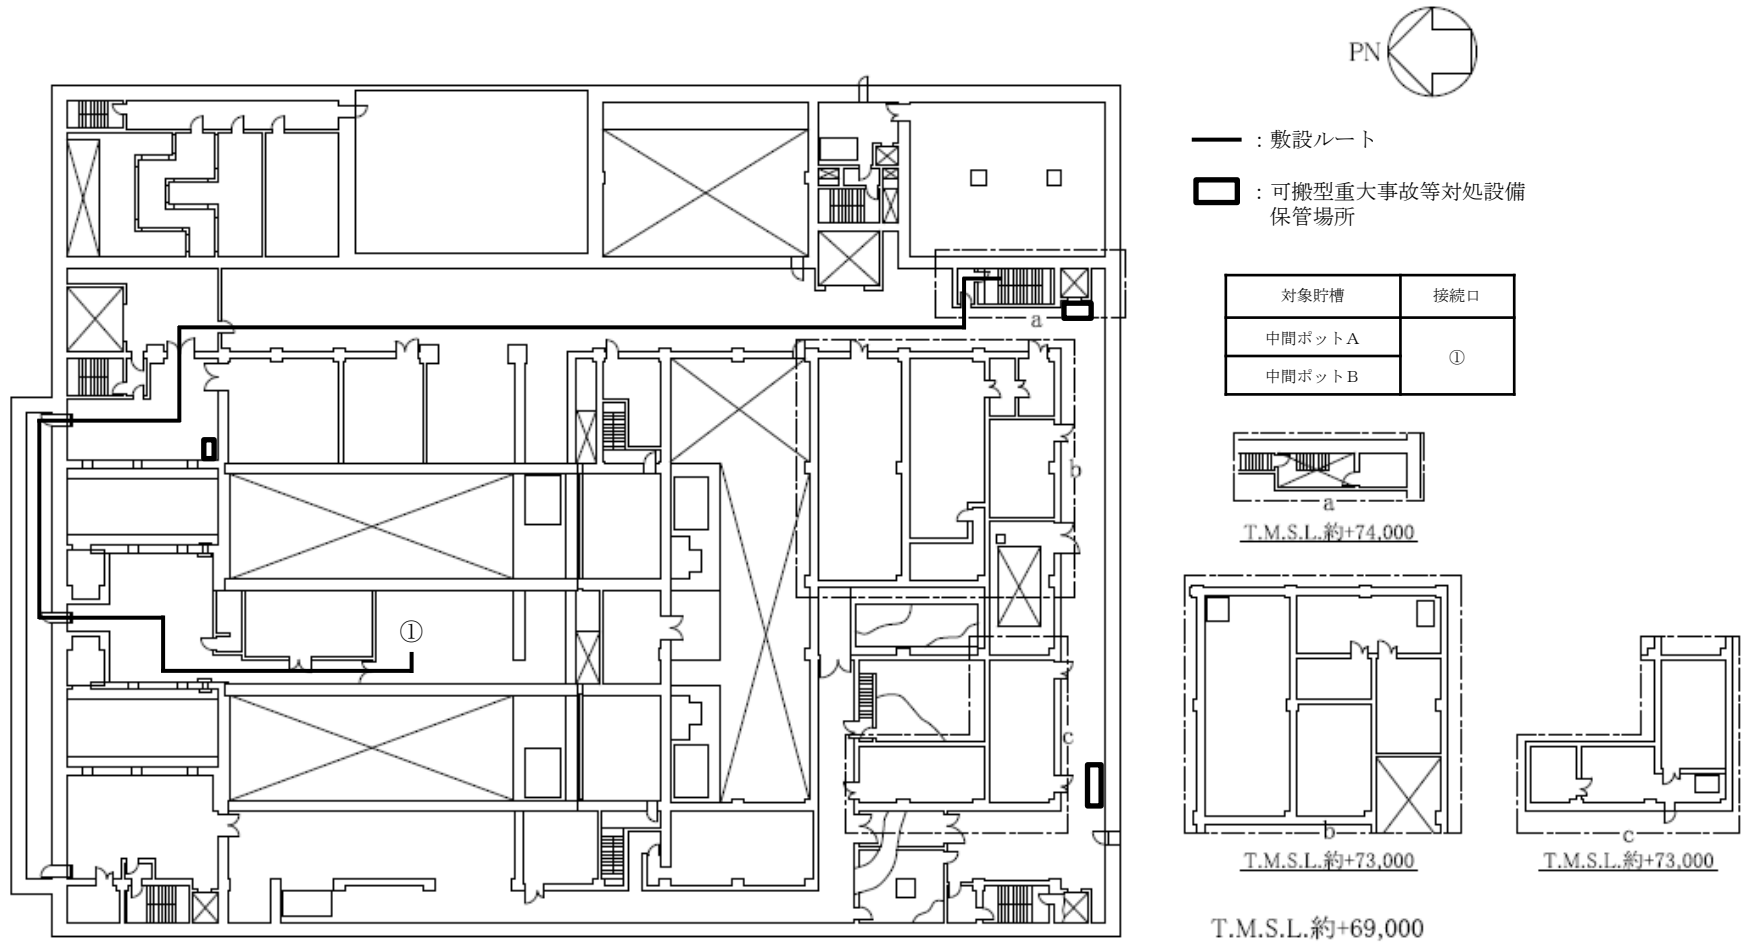 PN
：敷設ルート
：可搬型重大事故等対処設備
保管場所
対象貯槽
接続口
中間ポットA
①
中間ポットB
a
b
①
c
a
T.M.S.L.約+74,000
b
T.M.S.L.約+73,000
c
T.M.S.L.約+73,000
T.M.S.L.約+69,000